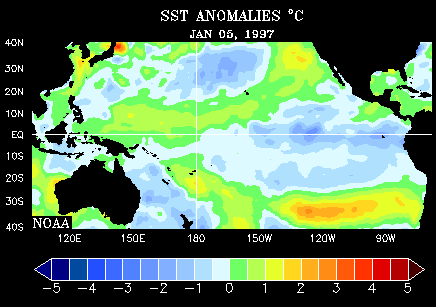 SST ANOMALIES °C
JAN 05, 1997
40N
30N
20N
10N
EQ
10S
20S
30S
40S
NOAA
120E 150E 180 150W 120W 90W
-5 -4 -3 -2 -1 0 1 2 3 4 5